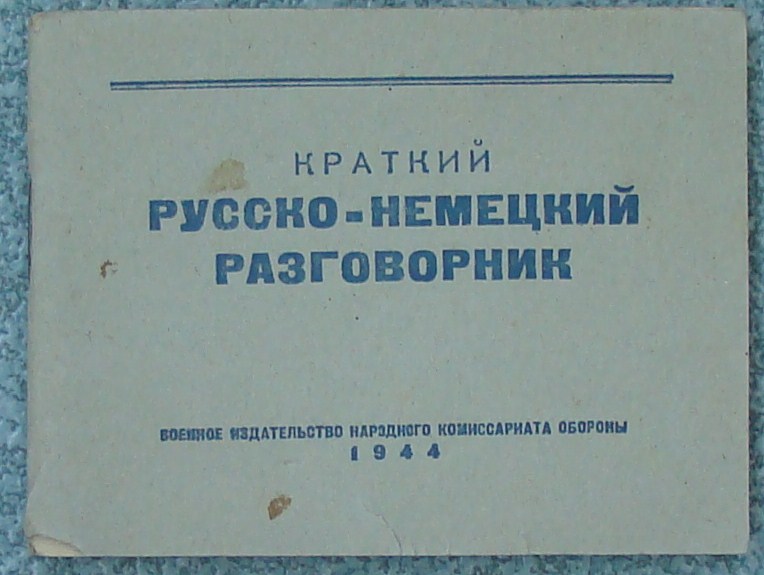 КРАТКИЙ
РУССКО-НЕМЕЦКИЙ
РАЗГОВОРНИК
ВОЕННОЕ ИЗДАТЕЛЬСТВО НАРОДНОГО КОМИССАРИАТА ОБОРОНЫ
1944